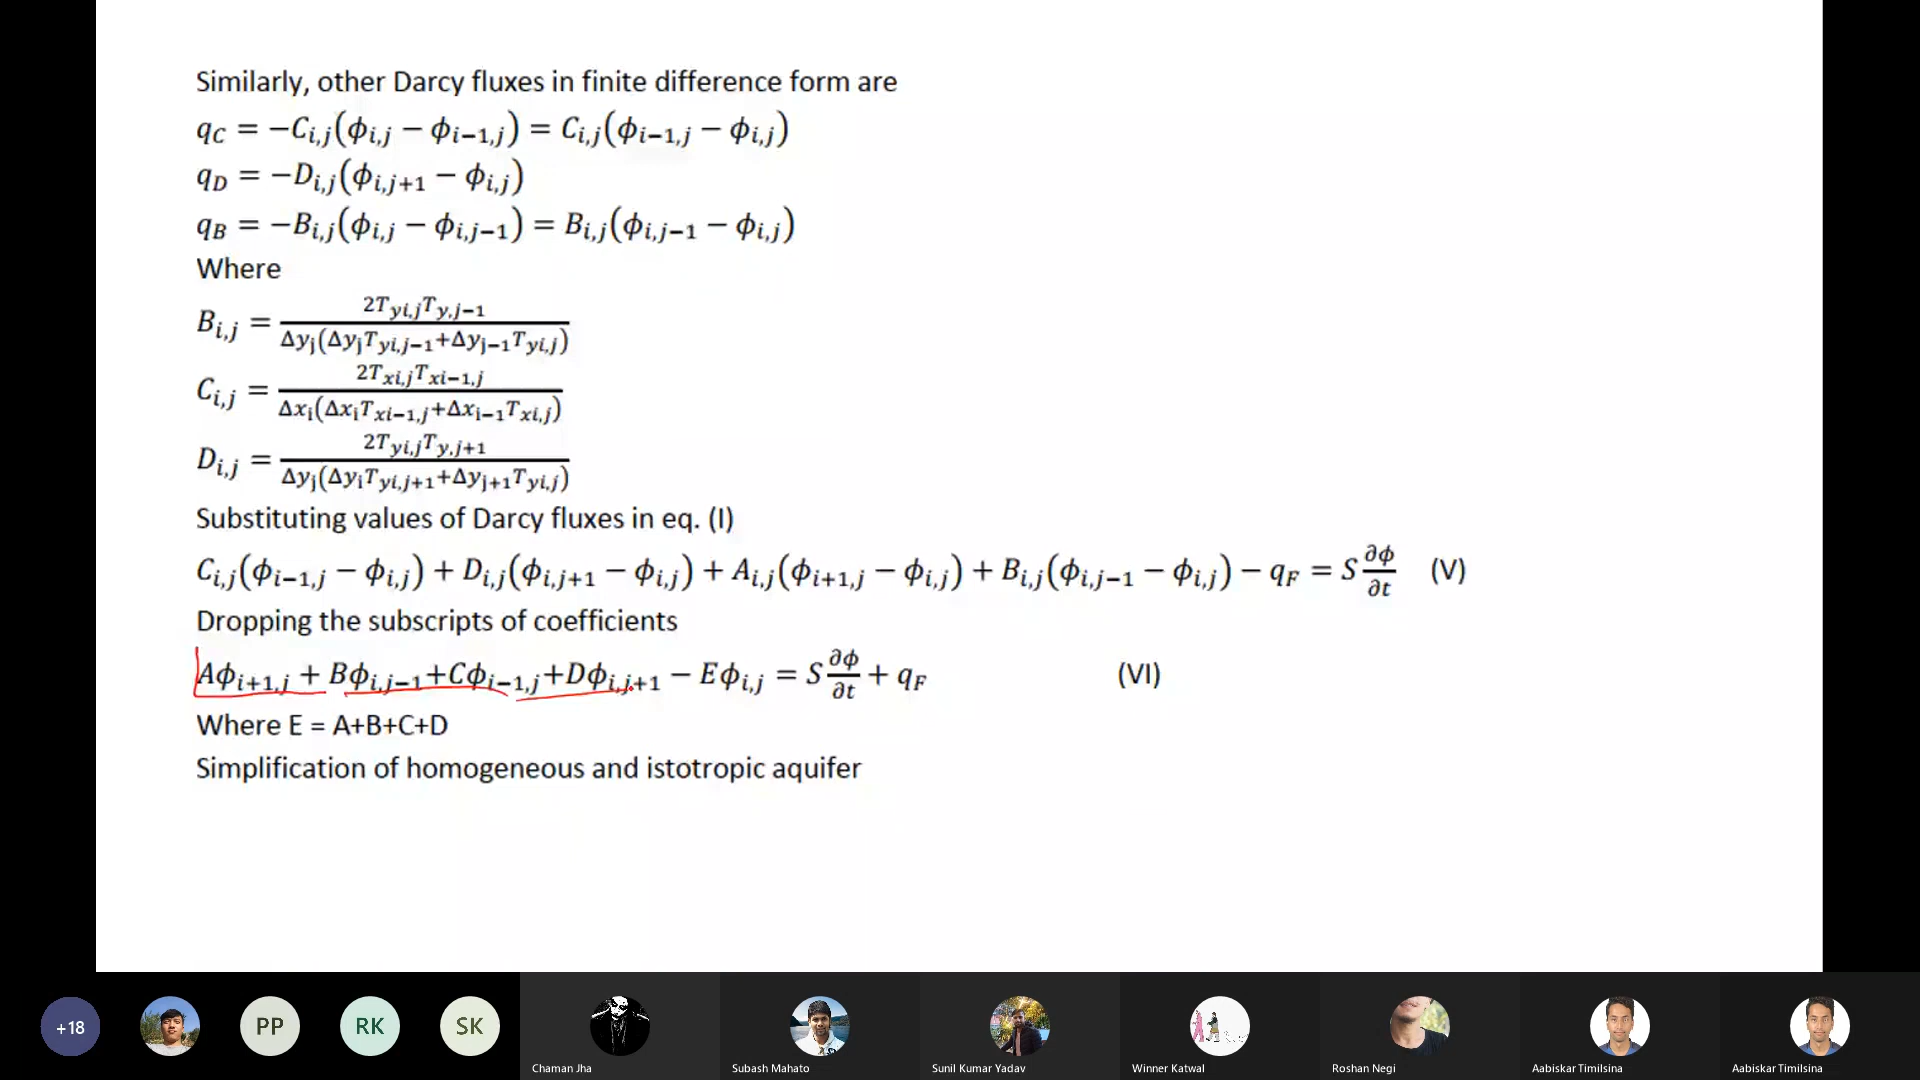 Similarly, other Darcy fluxes in finite difference form are
q_C = −C_{i,j}(ϕ_{i,j} − ϕ_{i−1,j}) = C_{i,j}(ϕ_{i−1,j} − ϕ_{i,j})
q_D = −D_{i,j}(ϕ_{i,j+1} − ϕ_{i,j})
q_B = −B_{i,j}(ϕ_{i,j} − ϕ_{i,j−1}) = B_{i,j}(ϕ_{i,j−1} − ϕ_{i,j})
Where
B_{i,j} = 2T_{yi,j}T_{y,j−1} / Δy_j(Δy_jT_{yi,j−1}+Δy_{j−1}T_{yi,j})
C_{i,j} = 2T_{xi,j}T_{xi−1,j} / Δx_i(Δx_iT_{xi−1,j}+Δx_{i−1}T_{xi,j})
D_{i,j} = 2T_{yi,j}T_{y,j+1} / Δy_j(Δy_iT_{yi,j+1}+Δy_{j+1}T_{yi,j})
Substituting values of Darcy fluxes in eq. (I)
C_{i,j}(ϕ_{i−1,j} − ϕ_{i,j}) + D_{i,j}(ϕ_{i,j+1} − ϕ_{i,j}) + A_{i,j}(ϕ_{i+1,j} − ϕ_{i,j}) + B_{i,j}(ϕ_{i,j−1} − ϕ_{i,j}) − q_F = S ∂ϕ/∂t (V)
Dropping the subscripts of coefficients
Aϕ_{i+1,j} + Bϕ_{i,j−1}+Cϕ_{i−1,j}+Dϕ_{i,j+1} − Eϕ_{i,j} = S ∂ϕ/∂t + q_F (VI)
Where E = A+B+C+D
Simplification of homogeneous and istotropic aquifer
+18
PP
RK
SK
Chaman Jha
Subash Mahato
Sunil Kumar Yadav
Winner Katwal
Roshan Negi
Aabiskar Timilsina
Aabiskar Timilsina